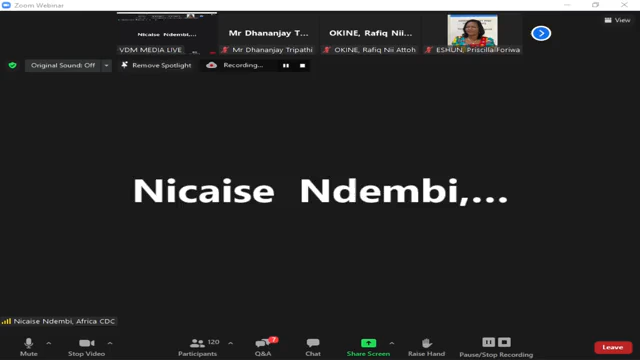 Zoom Webinar
View
Nicaise Ndembi,...
Mr Dhananjay Tripathi
OKINE, Rafiq Nii...
VDM MEDIA LIVE
Mr Dhananjay Tripathi
OKINE, Rafiq Nii Attoh
ESHUN, Priscilla Foriwa
Original Sound: Off
Remove Spotlight
Recording...
Nicaise Ndembi,...
Nicaise Ndembi, Africa CDC
Mute
Stop Video
120
Participants
7
Q&A
Chat
Share Screen
Raise Hand
Pause/Stop Recording
Leave